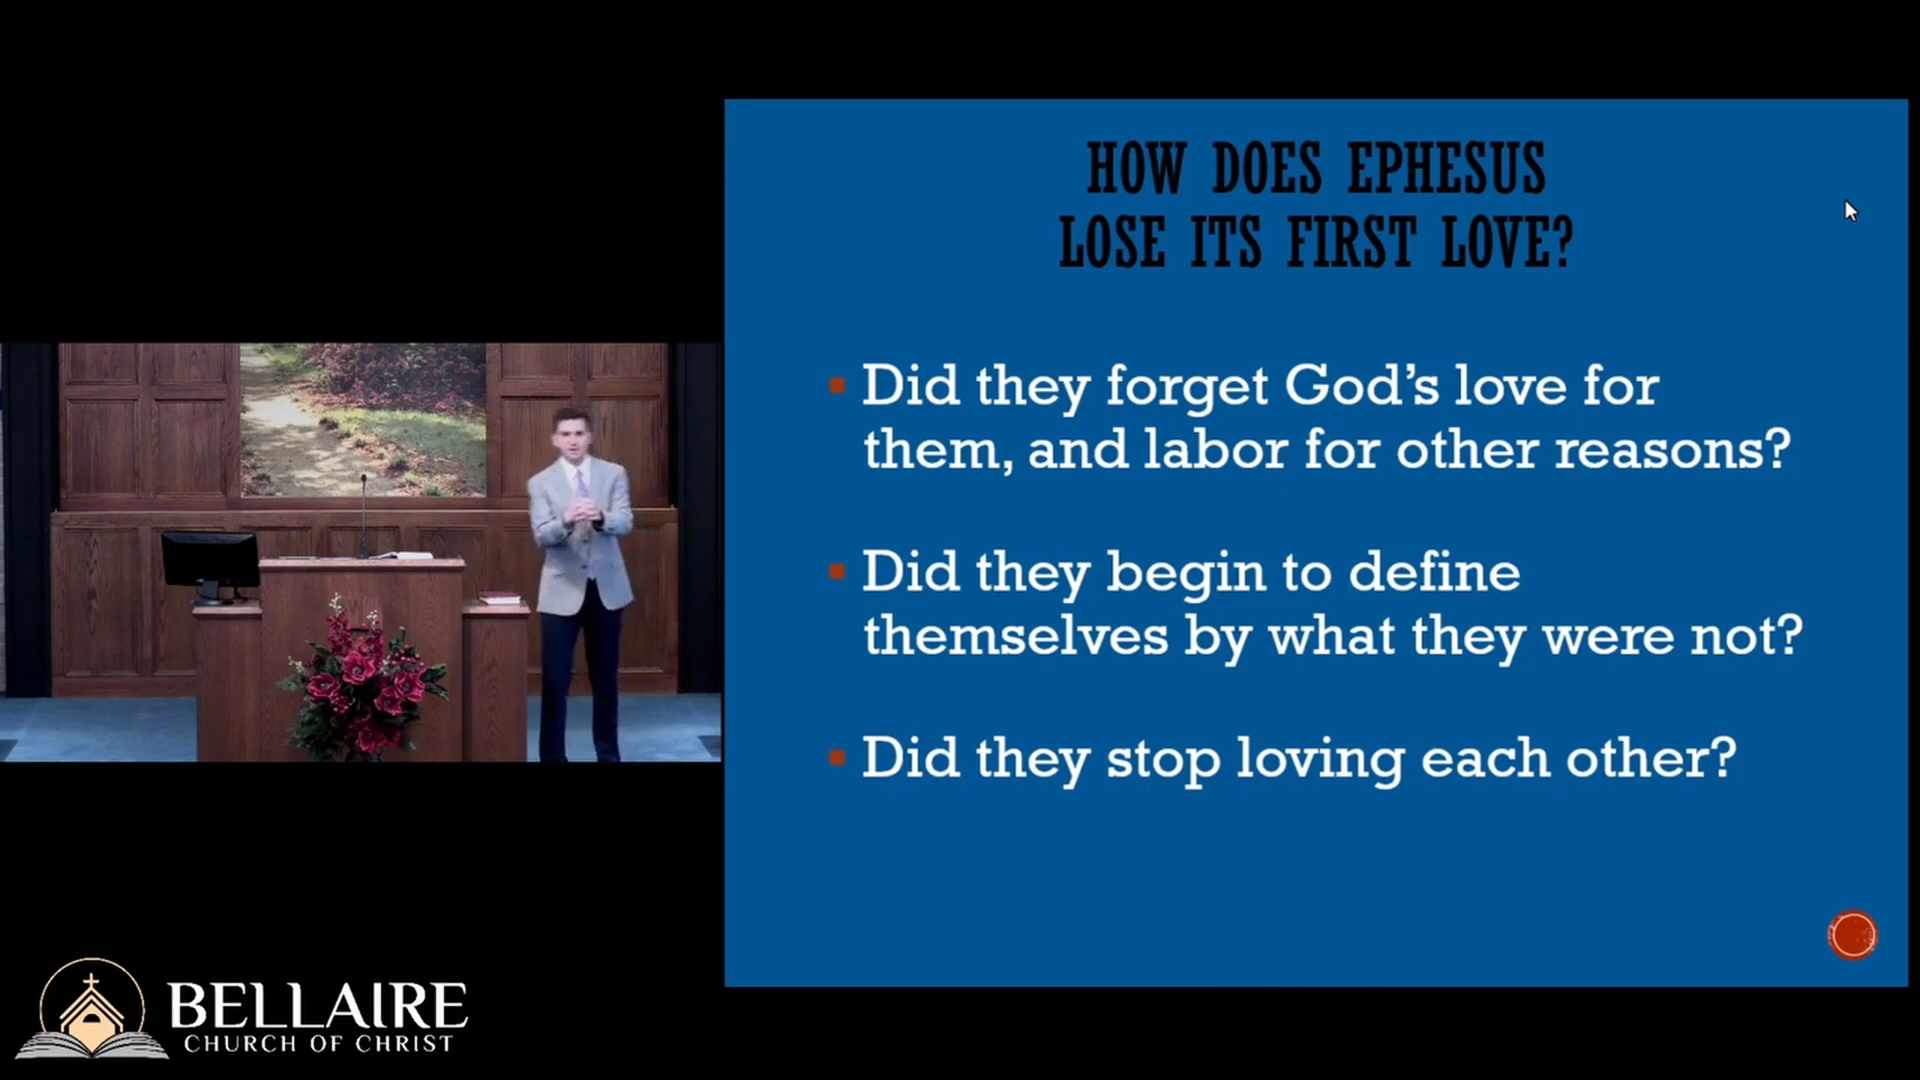 HOW DOES EPHESUS
LOSE ITS FIRST LOVE?
Did they forget God's love for
them, and labor for other reasons?
Did they begin to define
themselves by what they were not?
Did they stop loving each other?
BELLAIRE
CHURCH OF CHRIST